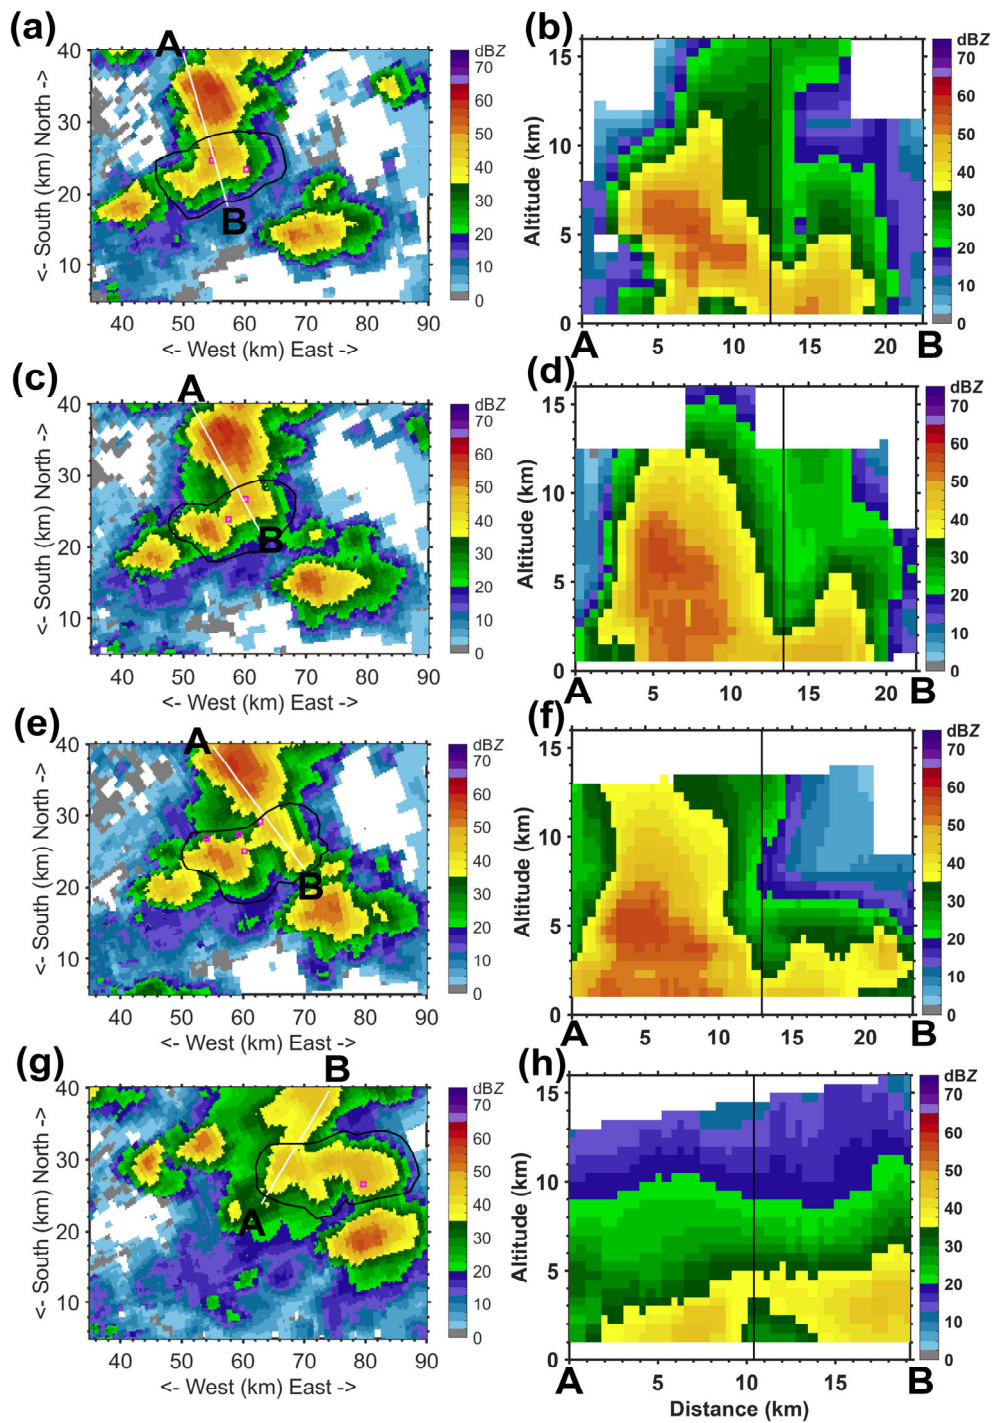 (a)
A
B
40
30
20
10
40 50 60 70 80 90
<- West (km) East ->
<- South (km) North ->
dBZ
70
60
50
40
30
20
10
0
(b)
15
10
5
0
Altitude (km)
A 5 10 15 20 B
dBZ
70
60
50
40
30
20
10
0
(c)
A
B
40
30
20
10
40 50 60 70 80 90
<- West (km) East ->
<- South (km) North ->
dBZ
70
60
50
40
30
20
10
0
(d)
15
10
5
0
Altitude (km)
A 5 10 15 20 B
dBZ
70
60
50
40
30
20
10
0
(e)
A
B
40
30
20
10
40 50 60 70 80 90
<- West (km) East ->
<- South (km) North ->
dBZ
70
60
50
40
30
20
10
0
(f)
15
10
5
0
Altitude (km)
A 5 10 15 20 B
dBZ
70
60
50
40
30
20
10
0
(g)
B
A
40
30
20
10
40 50 60 70 80 90
<- West (km) East ->
<- South (km) North ->
dBZ
70
60
50
40
30
20
10
0
(h)
15
10
5
0
Altitude (km)
A 5 10 15 B
Distance (km)
dBZ
70
60
50
40
30
20
10
0